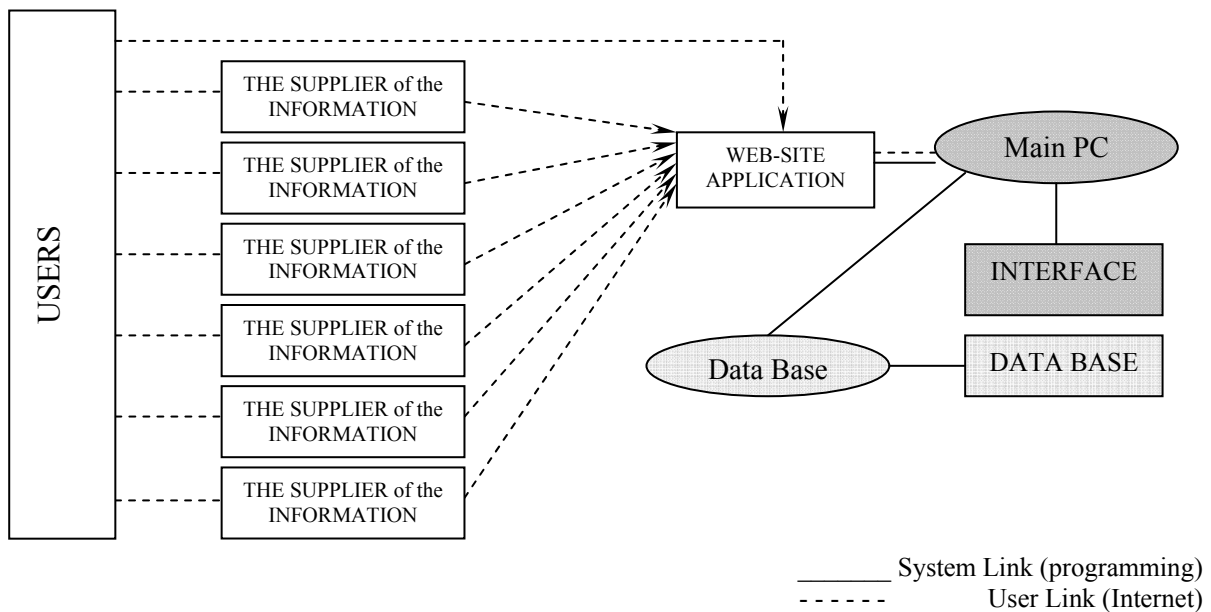 USERS
THE SUPPLIER of the
INFORMATION
THE SUPPLIER of the
INFORMATION
THE SUPPLIER of the
INFORMATION
THE SUPPLIER of the
INFORMATION
THE SUPPLIER of the
INFORMATION
THE SUPPLIER of the
INFORMATION
WEB-SITE
APPLICATION
Main PC
INTERFACE
Data Base
DATA BASE
System Link (programming)
User Link (Internet)